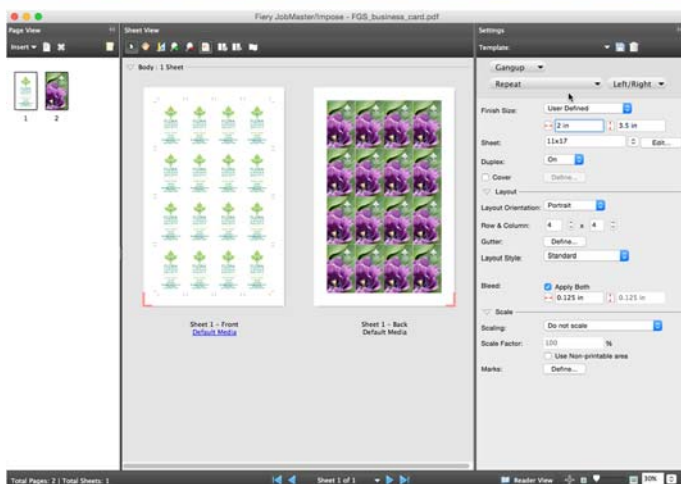 Fiery JobMaster/Impose - FGS_business_card.pdf
Page View
Sheet View
Settings
Insert
Template:
Body : 1 Sheet
Gangup
Repeat
Left/Right
1
2
Finish Size:
User Defined
2 in
3.5 in
Sheet:
11x17
Edit...
Duplex:
On
Cover
Define...
Layout
Layout Orientation:
Portrait
Row & Column:
4
x
4
Gutter:
Define...
Layout Style:
Standard
Bleed:
Apply Both
0.125 in
0.125 in
Scale
Scaling:
Do not scale
Scale Factor:
100
%
Use Non-printable area
Marks:
Define...
Sheet 1 - Front
Default Media
Sheet 1 - Back
Default Media
Total Pages: 2 | Total Sheets: 1
Sheet 1 of 1
Reader View
30%